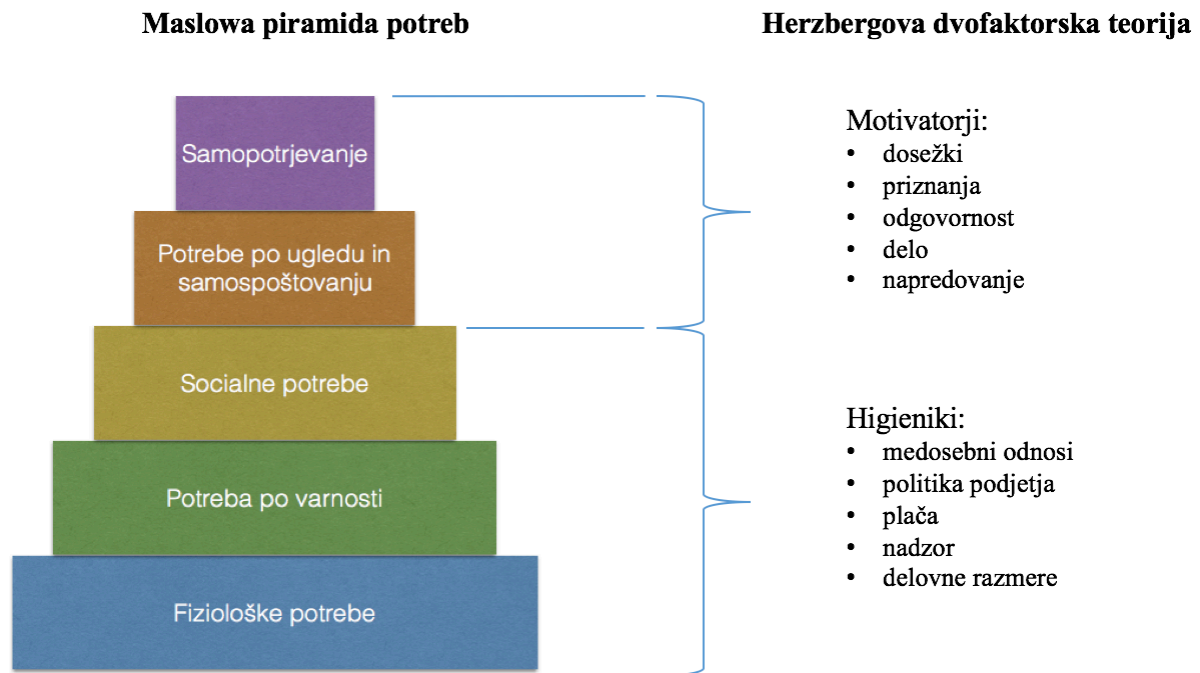 Maslowa piramida potreb
Herzbergova dvofaktorska teorija
Samopotrjevanje
Potrebe po ugledu in
samospoštovanju
Socialne potrebe
Potreba po varnosti
Fiziološke potrebe
Motivatorji:
• dosežki
• priznanja
• odgovornost
• delo
• napredovanje
Higieniki:
• medosebni odnosi
• politika podjetja
• plača
• nadzor
• delovne razmere